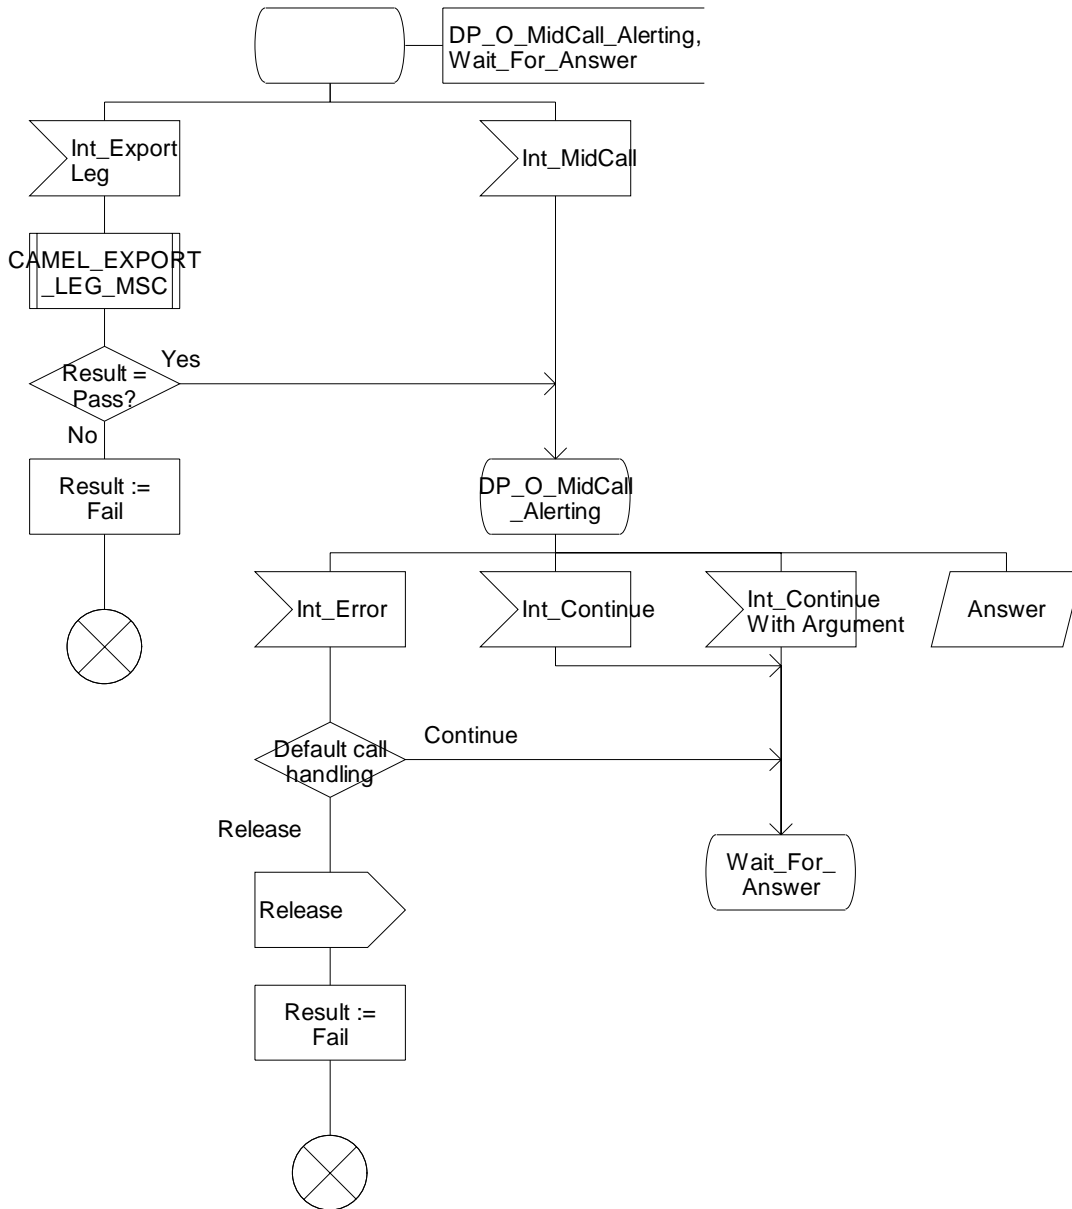 DP_O_MidCall_Alerting,
Wait_For_Answer
Int_Export
Leg
Int_MidCall
CAMEL_EXPORT
_LEG_MSC
Yes
Result =
Pass?
No
Result :=
Fail
DP_O_MidCall
_Alerting
Int_Error
Int_Continue
Int_Continue
With Argument
Answer
Default call
handling
Continue
Release
Wait_For_
Answer
Release
Result :=
Fail